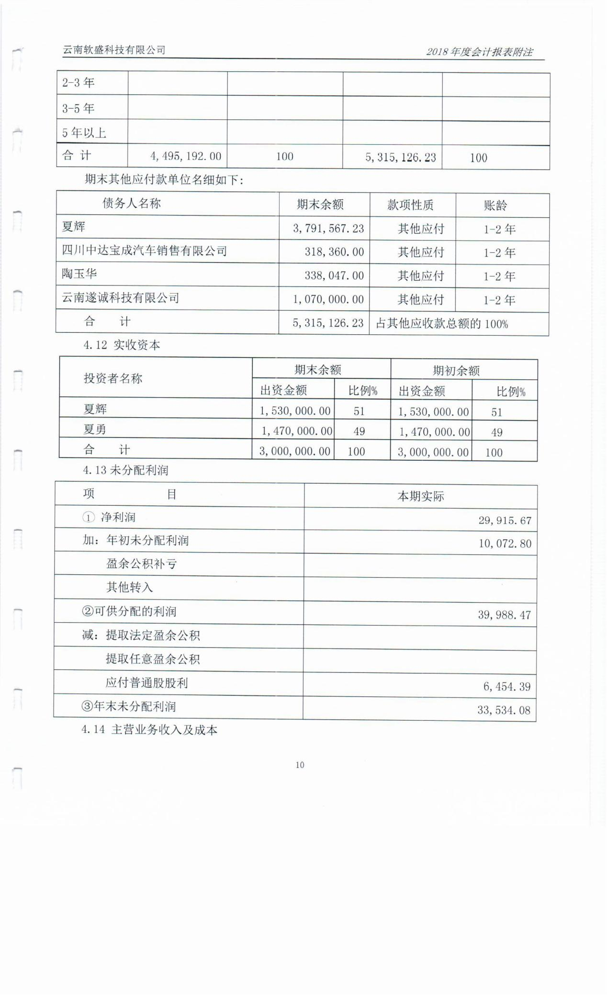 云南软盛科技有限公司 2018年度会计报表附注
2-3 年
3-5 年
5 年以上
合 计 4,495,192.00 100 5,315,126.23 100
期末其他应付款单位名细如下：
债务人名称 期末余额 款项性质 账龄
夏辉 3,791,567.23 其他应付 1-2 年
四川中达宝成汽车销售有限公司 318,360.00 其他应付 1-2 年
陶玉华 338,047.00 其他应付 1-2 年
云南遂诚科技有限公司 1,070,000.00 其他应付 1-2 年
合 计 5,315,126.23 占其他应收款总额的 100%
4.12 实收资本
投资者名称 期末余额 期初余额
出资金额 比例% 出资金额 比例%
夏辉 1,530,000.00 51 1,530,000.00 51
夏勇 1,470,000.00 49 1,470,000.00 49
合 计 3,000,000.00 100 3,000,000.00 100
4.13 未分配利润
项 目 本期实际
① 净利润 29,915.67
加：年初未分配利润 10,072.80
盈余公积补亏
其他转入
②可供分配的利润 39,988.47
减：提取法定盈余公积
提取任意盈余公积
应付普通股股利 6,454.39
③年末未分配利润 33,534.08
4.14 主营业务收入及成本
10